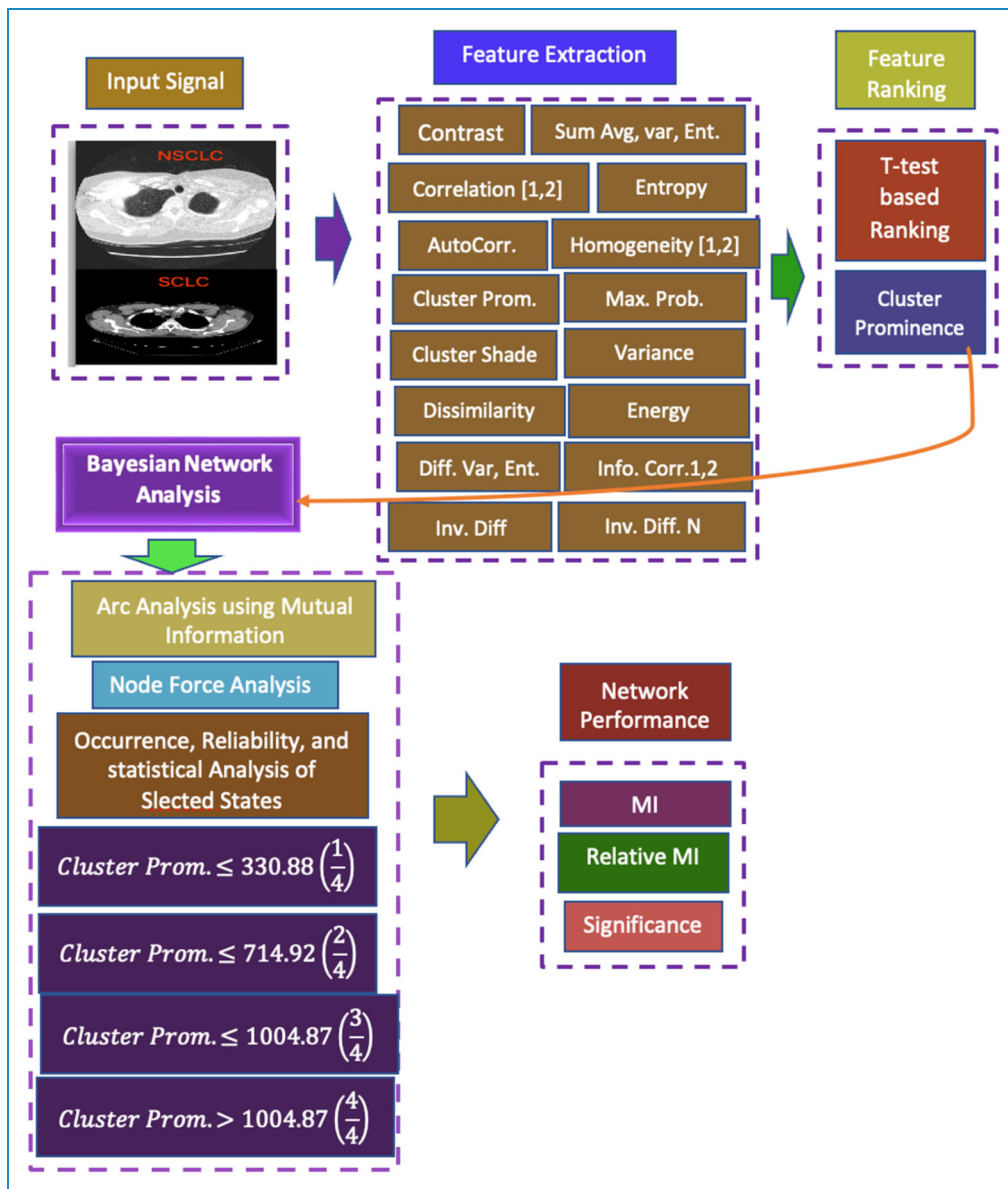 Input Signal
NSCLC
SCLC
Feature Extraction
Contrast
Sum Avg, var, Ent.
Correlation [1,2]
Entropy
AutoCorr.
Homogeneity [1,2]
Cluster Prom.
Max. Prob.
Cluster Shade
Variance
Dissimilarity
Energy
Diff. Var, Ent.
Info. Corr.1,2
Inv. Diff
Inv. Diff. N
Feature
Ranking
T-test
based
Ranking
Cluster
Prominence
Bayesian Network
Analysis
Arc Analysis using Mutual
Information
Node Force Analysis
Occurrence, Reliability, and
statistical Analysis of
Slected States
Cluster Prom. ≤ 330.88 (1/4)
Cluster Prom. ≤ 714.92 (2/4)
Cluster Prom. ≤ 1004.87 (3/4)
Cluster Prom. > 1004.87 (4/4)
Network
Performance
MI
Relative MI
Significance